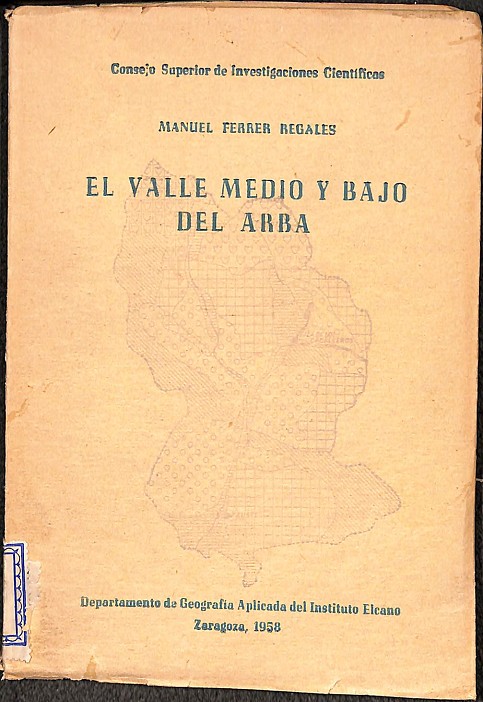 Consejo Superior de Investigaciones Científicas
MANUEL FERRER REGALES
EL VALLE MEDIO Y BAJO
DEL ARBA
Departamento de Geografía Aplicada del Instituto Elcano
Zaragoza, 1958